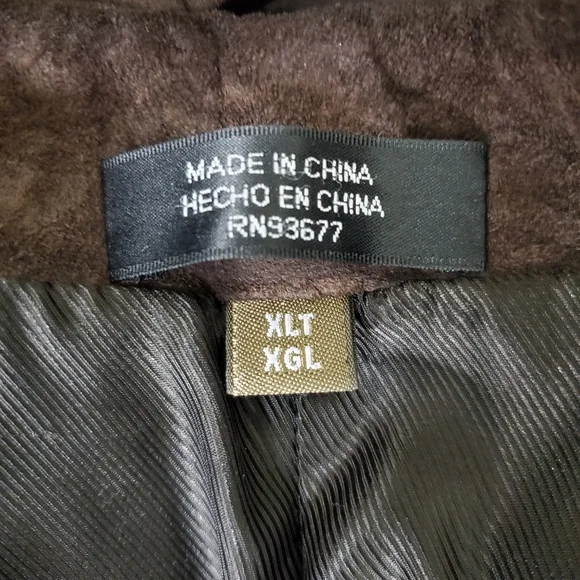 MADE IN CHINA
HECHO EN CHINA
RN93677
XLT
XGL